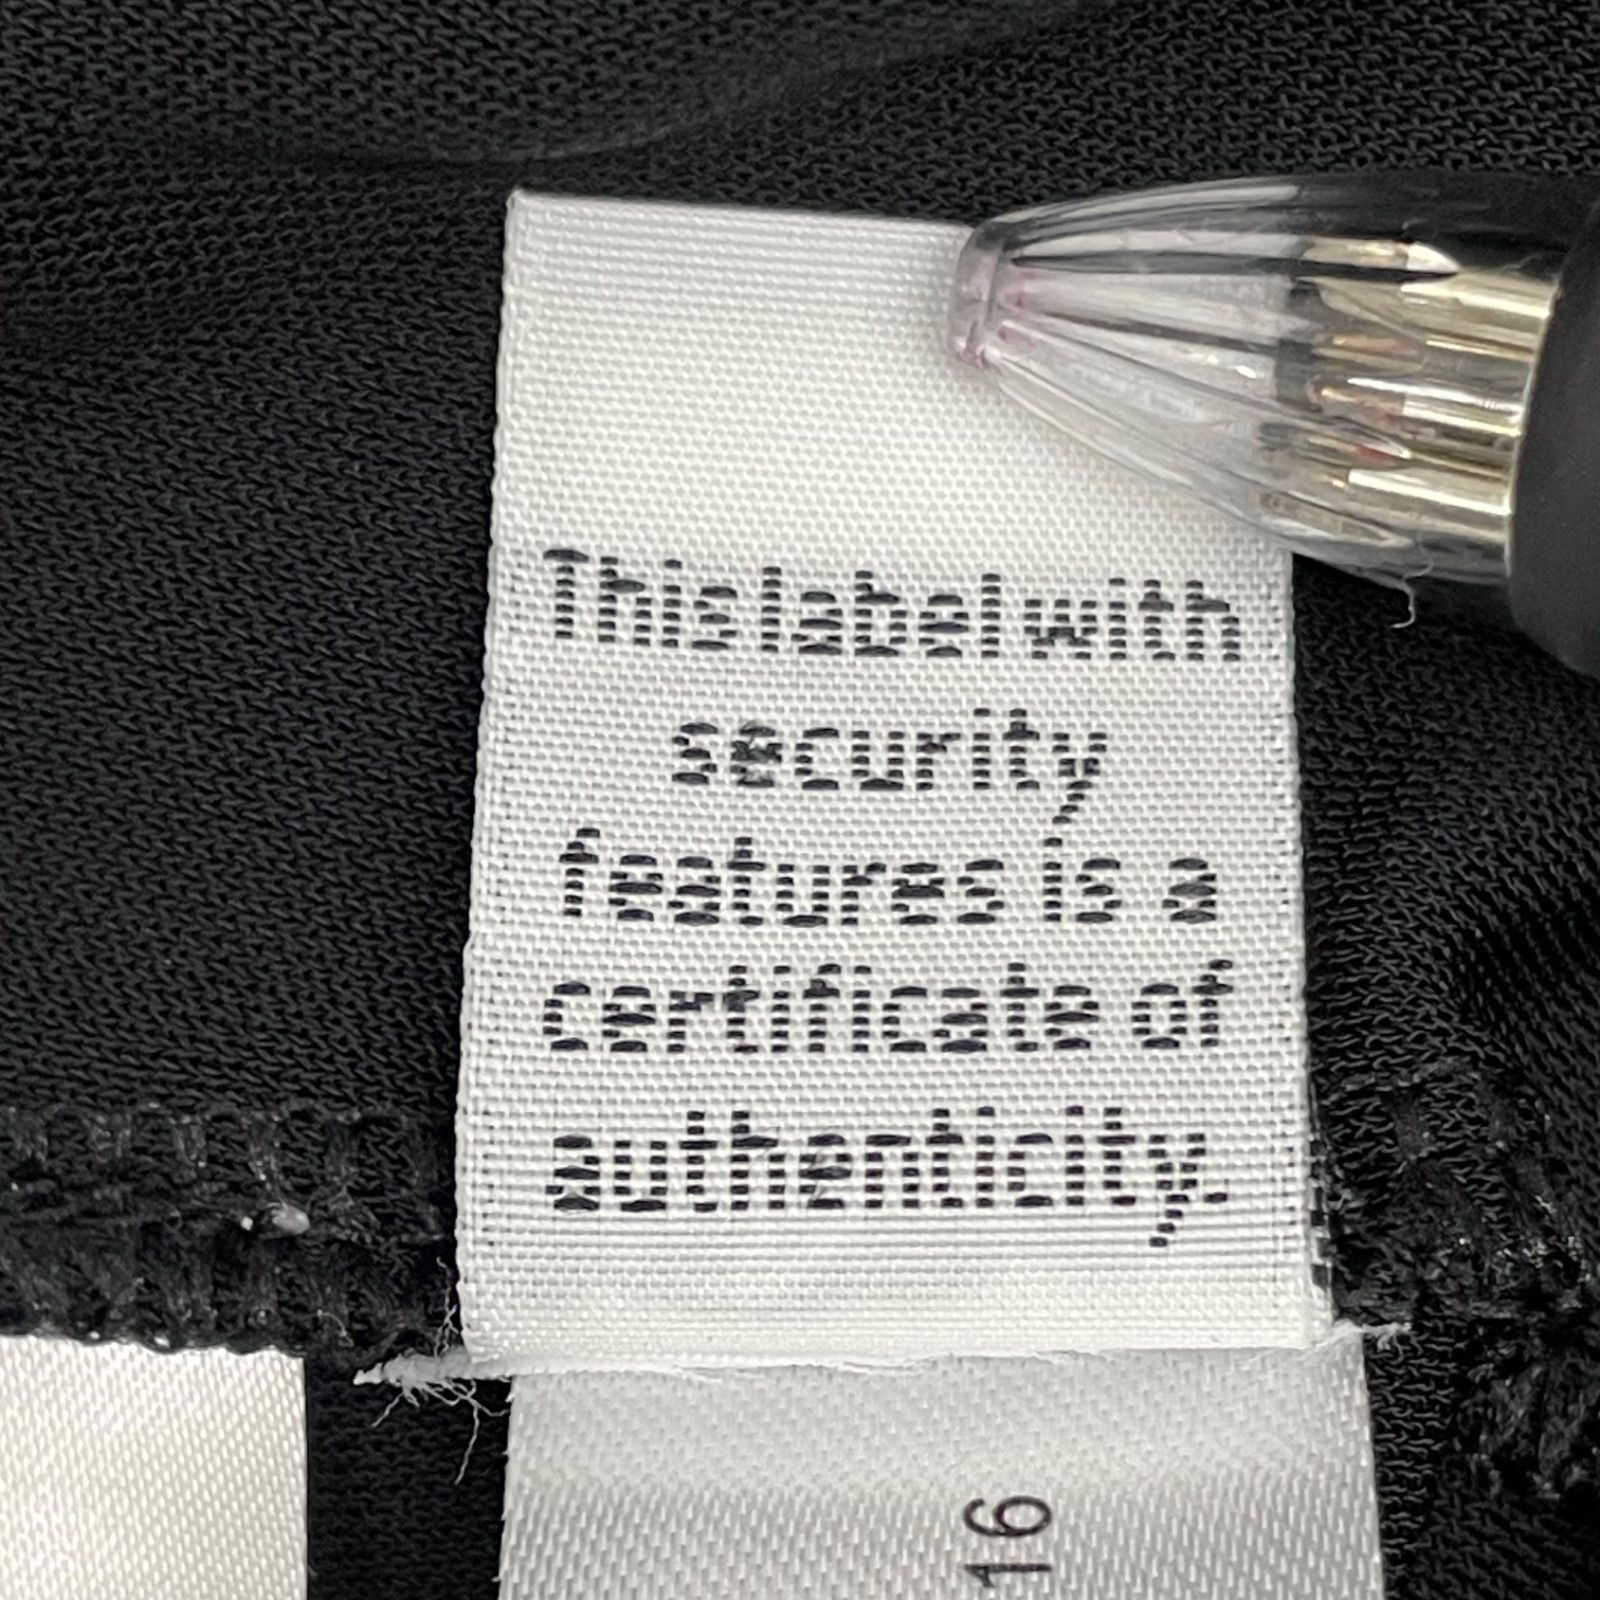 This label with
security
features is a
certificate of
authenticity.
16